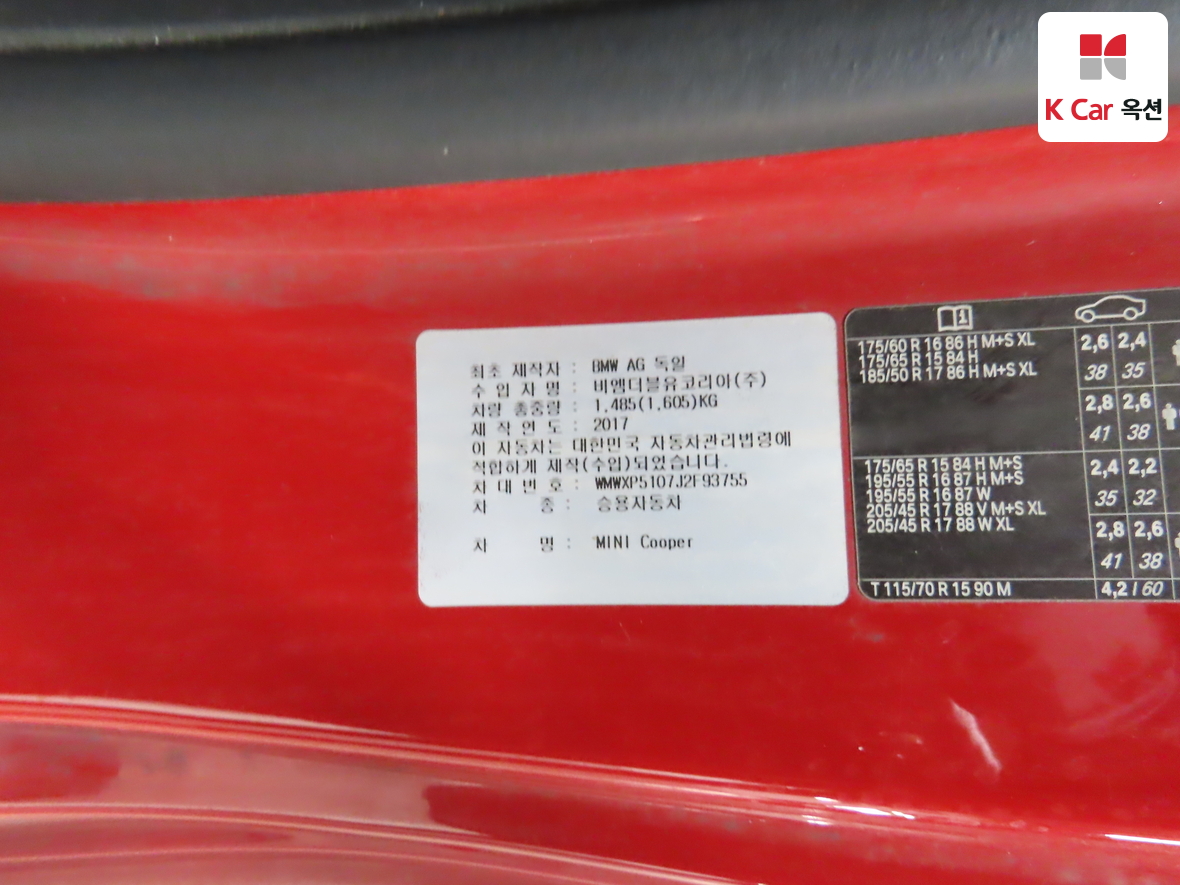 K Car 옥션
최초 제작자 : BMW AG 독일
수 입 자 명 : 비엠더블유코리아(주)
차량 총중량 : 1,485(1,605)KG
제 작 연 도 : 2017
이 자동차는 대한민국 자동차관리법령에
적합하게 제작(수입)되었습니다.
차 대 번 호 : WMWXP5107J2F93755
차 종 : 승용자동차
차 명 : MINI Cooper
175/60 R 16 86 H M+S XL
175/65 R 15 84 H
185/50 R 17 86 H M+S XL
2,6 2,4
38 35
2,8 2,6
41 38
175/65 R 15 84 H M+S
195/55 R 16 87 H M+S
195/55 R 16 87 W
205/45 R 17 88 V M+S XL
205/45 R 17 88 W XL
2,4 2,2
35 32
2,8 2,6
41 38
T 115/70 R 15 90 M
4,2 / 60